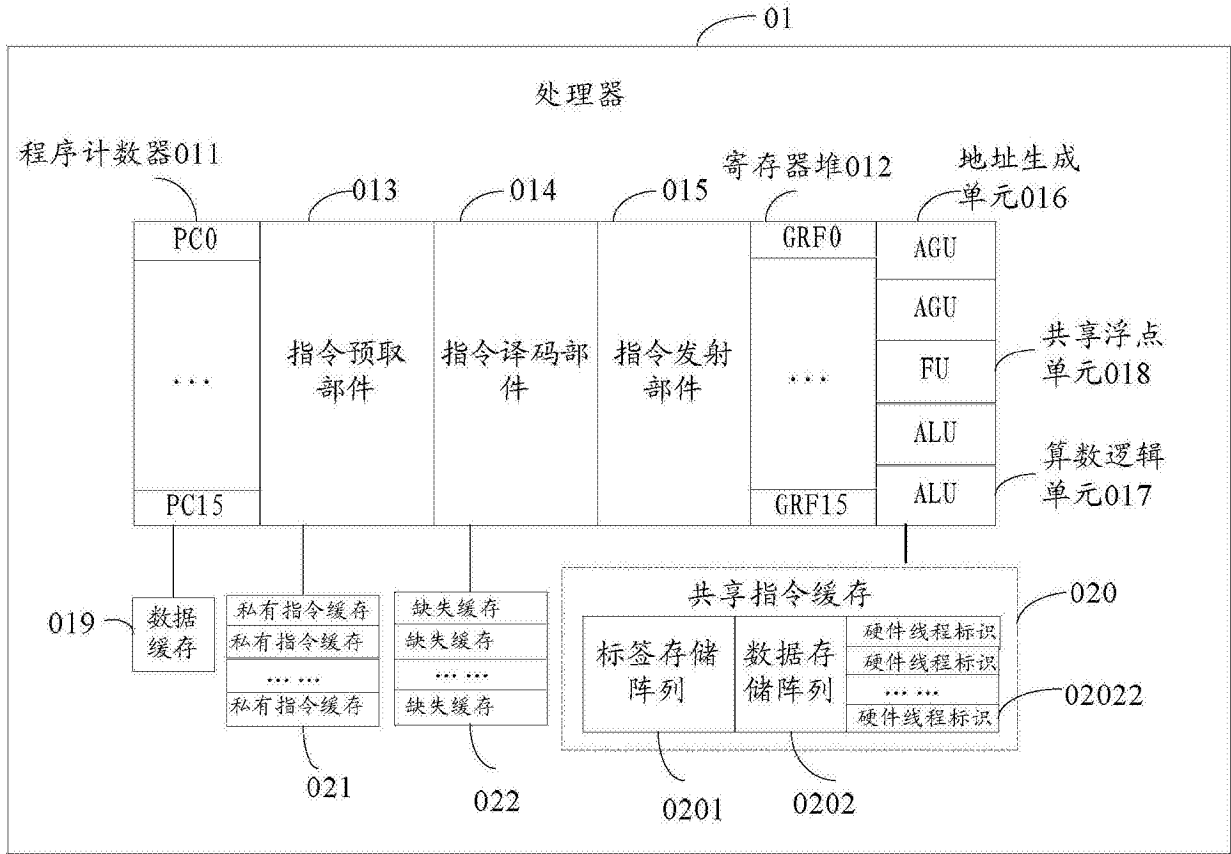 01
处理器
程序计数器011
013
014
015
寄存器堆012
地址生成
单元016
PC0
GRF0
AGU
AGU
...
指令预取
部件
指令译码部
件
指令发射
部件
...
FU
共享浮点
单元018
ALU
PC15
GRF15
ALU
算数逻辑
单元017
019
数据
缓存
私有指令缓存
私有指令缓存
... ...
私有指令缓存
缺失缓存
缺失缓存
... ...
缺失缓存
共享指令缓存
020
标签存储
阵列
数据存
储阵列
硬件线程标识
硬件线程标识
... ...
硬件线程标识
02022
021
022
0201
0202